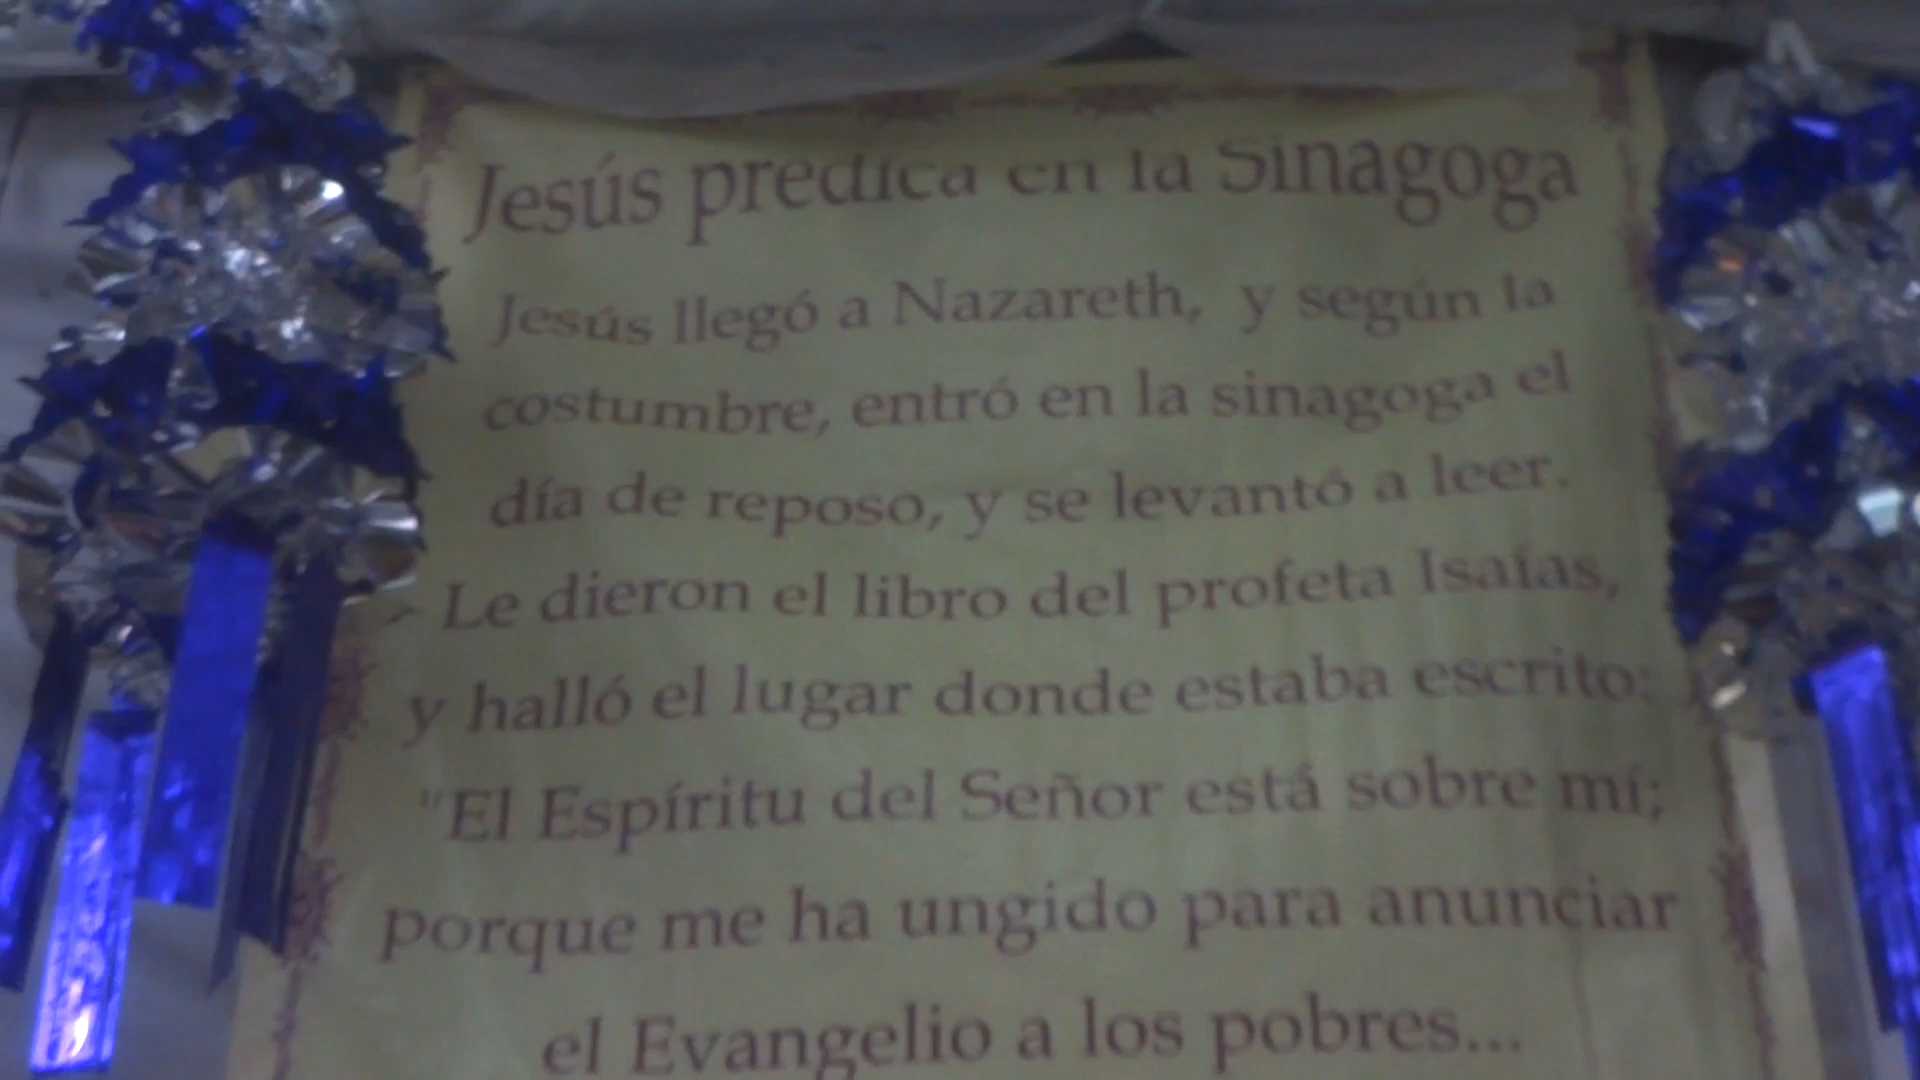 Jesús predica en la Sinagoga
Jesús llegó a Nazareth, y según la
costumbre, entró en la sinagoga el
día de reposo, y se levantó a leer.
- Le dieron el libro del profeta Isaías,
y halló el lugar donde estaba escrito:
"El Espíritu del Señor está sobre mí;
porque me ha ungido para anunciar
el Evangelio a los pobres...